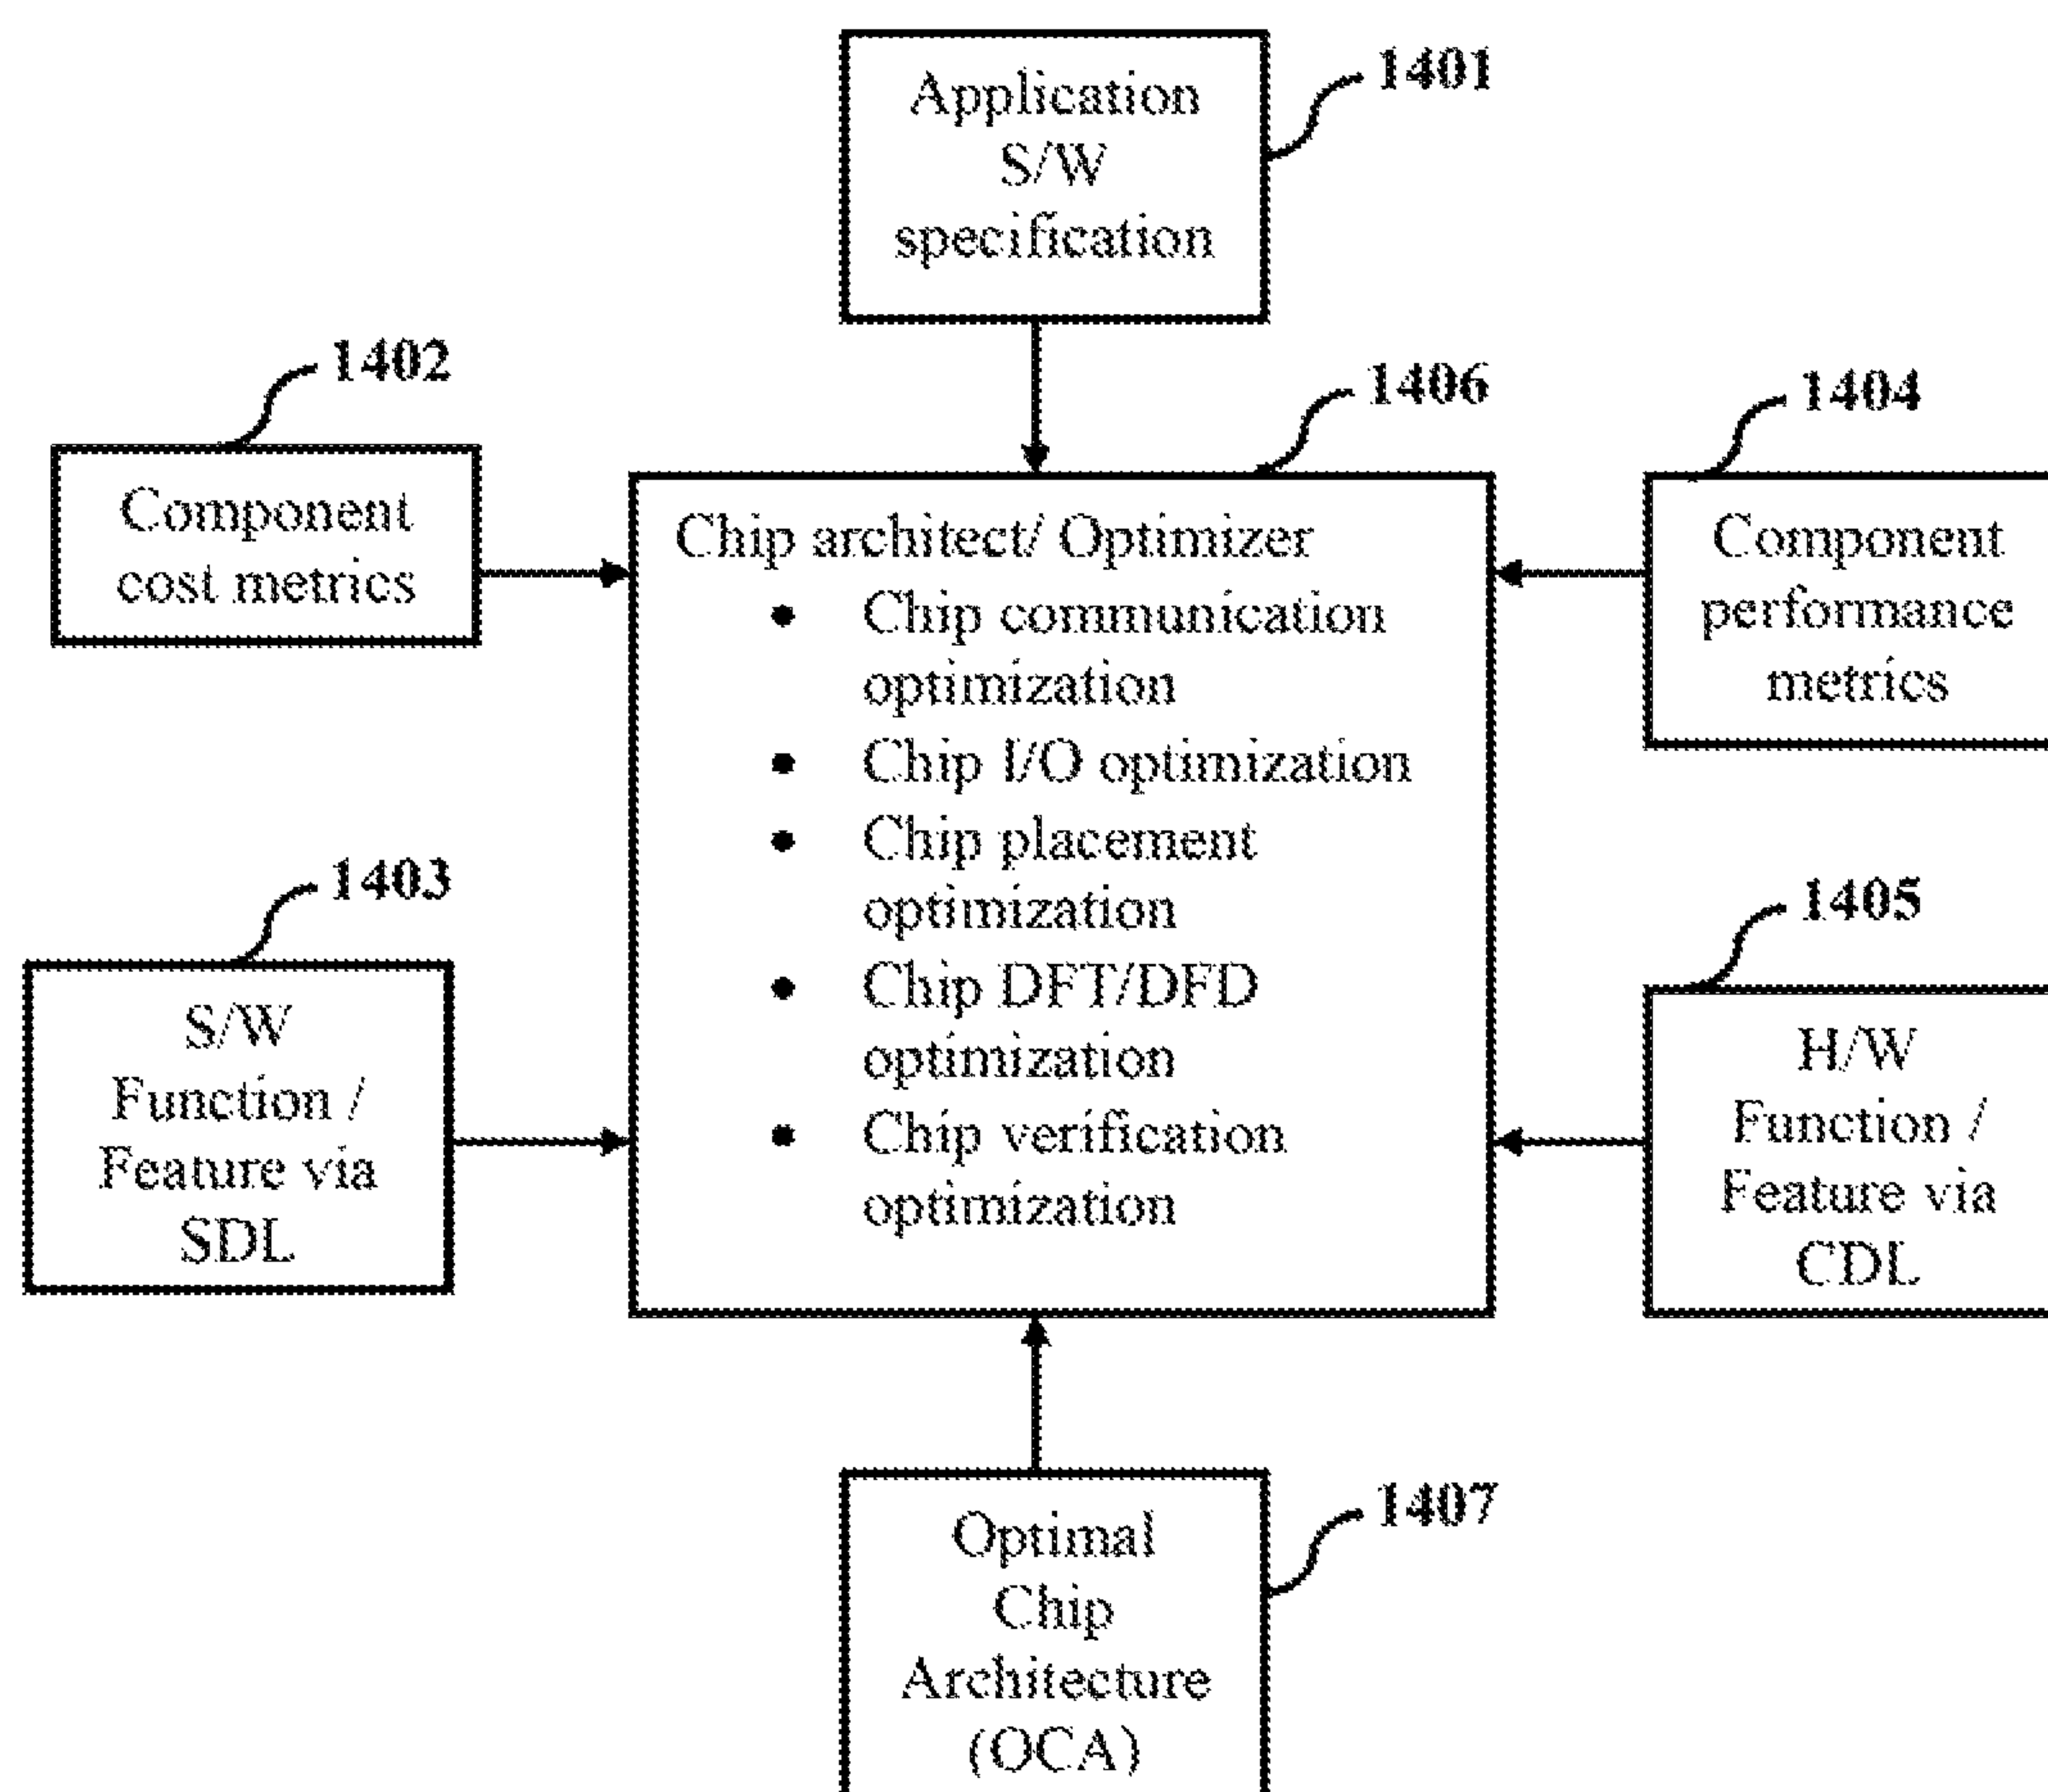 Application
S/W
specification
1401
1402
Component
cost metrics
1406
Chip architect/ Optimizer
• Chip communication
optimization
• Chip I/O optimization
• Chip placement
optimization
• Chip DFT/DFD
optimization
• Chip verification
optimization
1404
Component
performance
metrics
1403
S/W
Function /
Feature via
SDL
1405
H/W
Function /
Feature via
CDL
Optimal
Chip
Architecture
(OCA)
1407